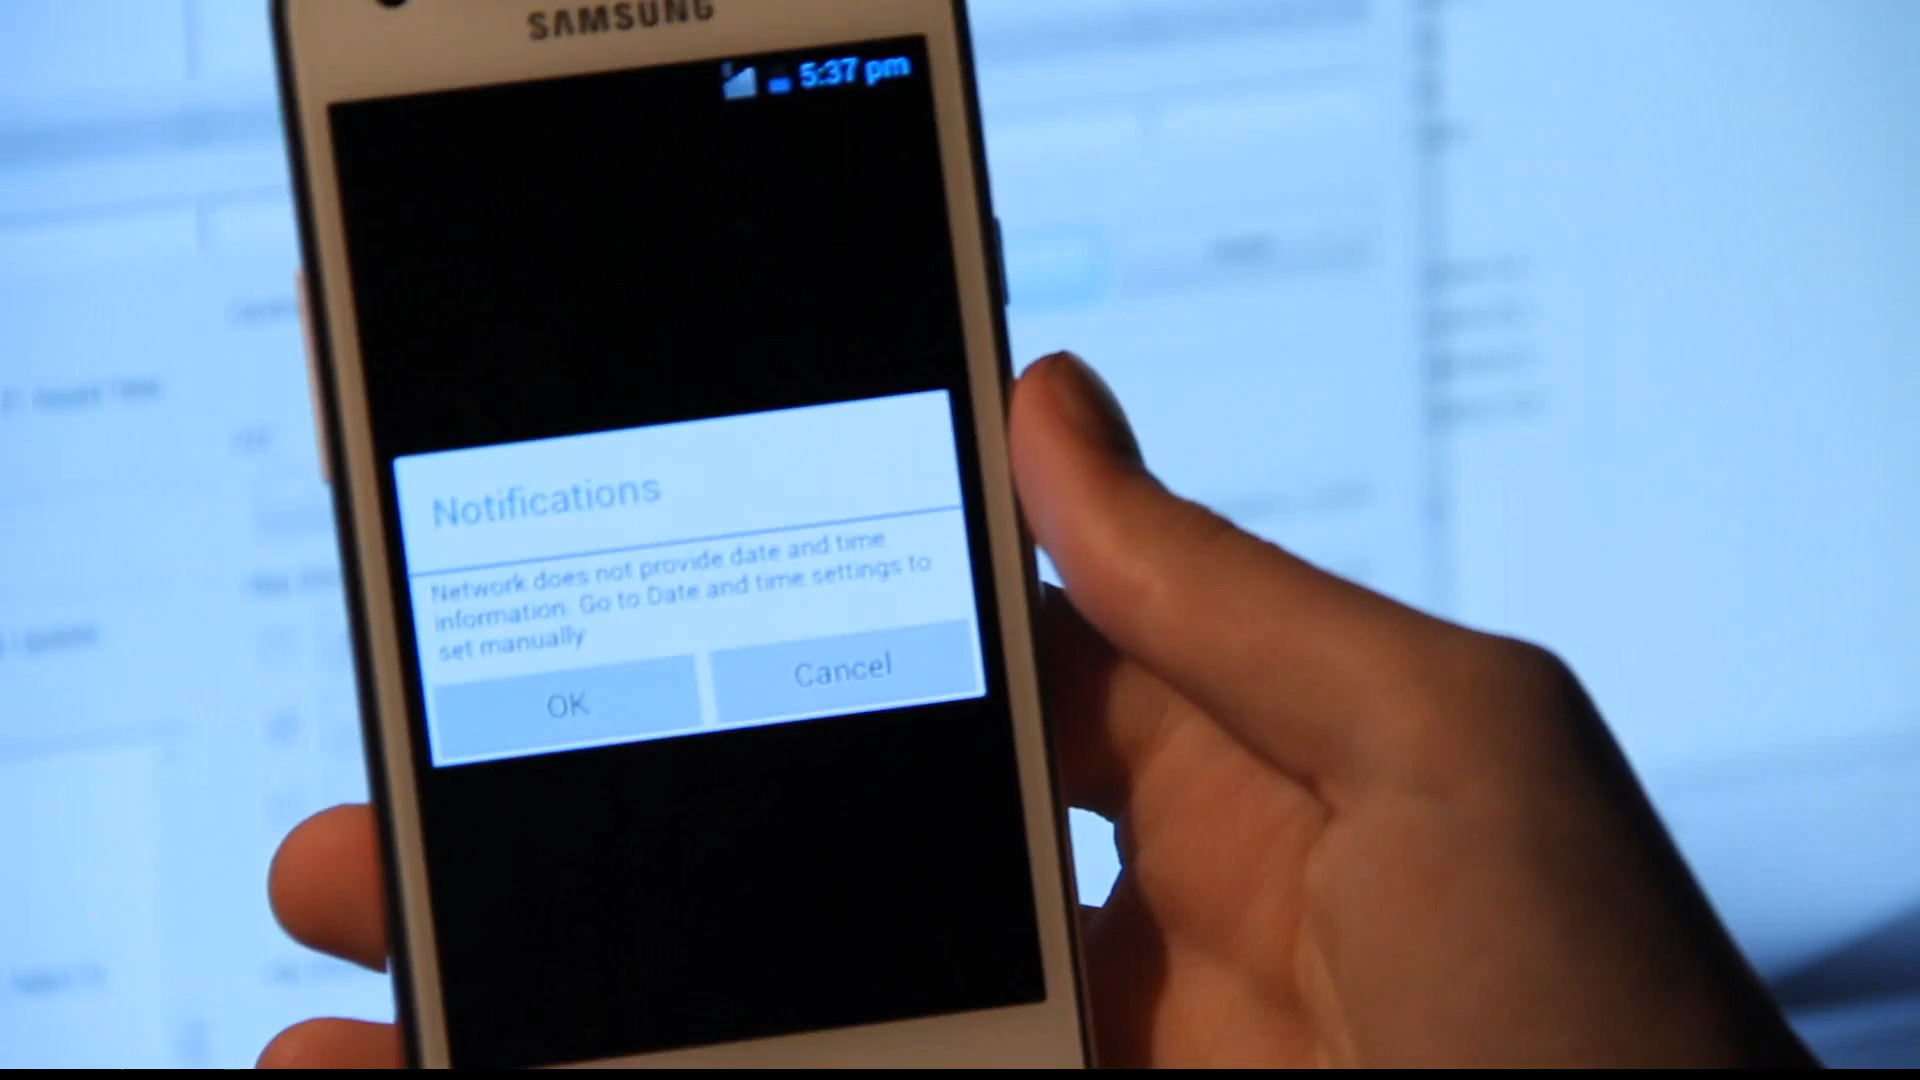 SAMSUNG
5:37 pm
Notifications
Network does not provide date and time
information. Go to Date and time settings to
set manually
OK
Cancel